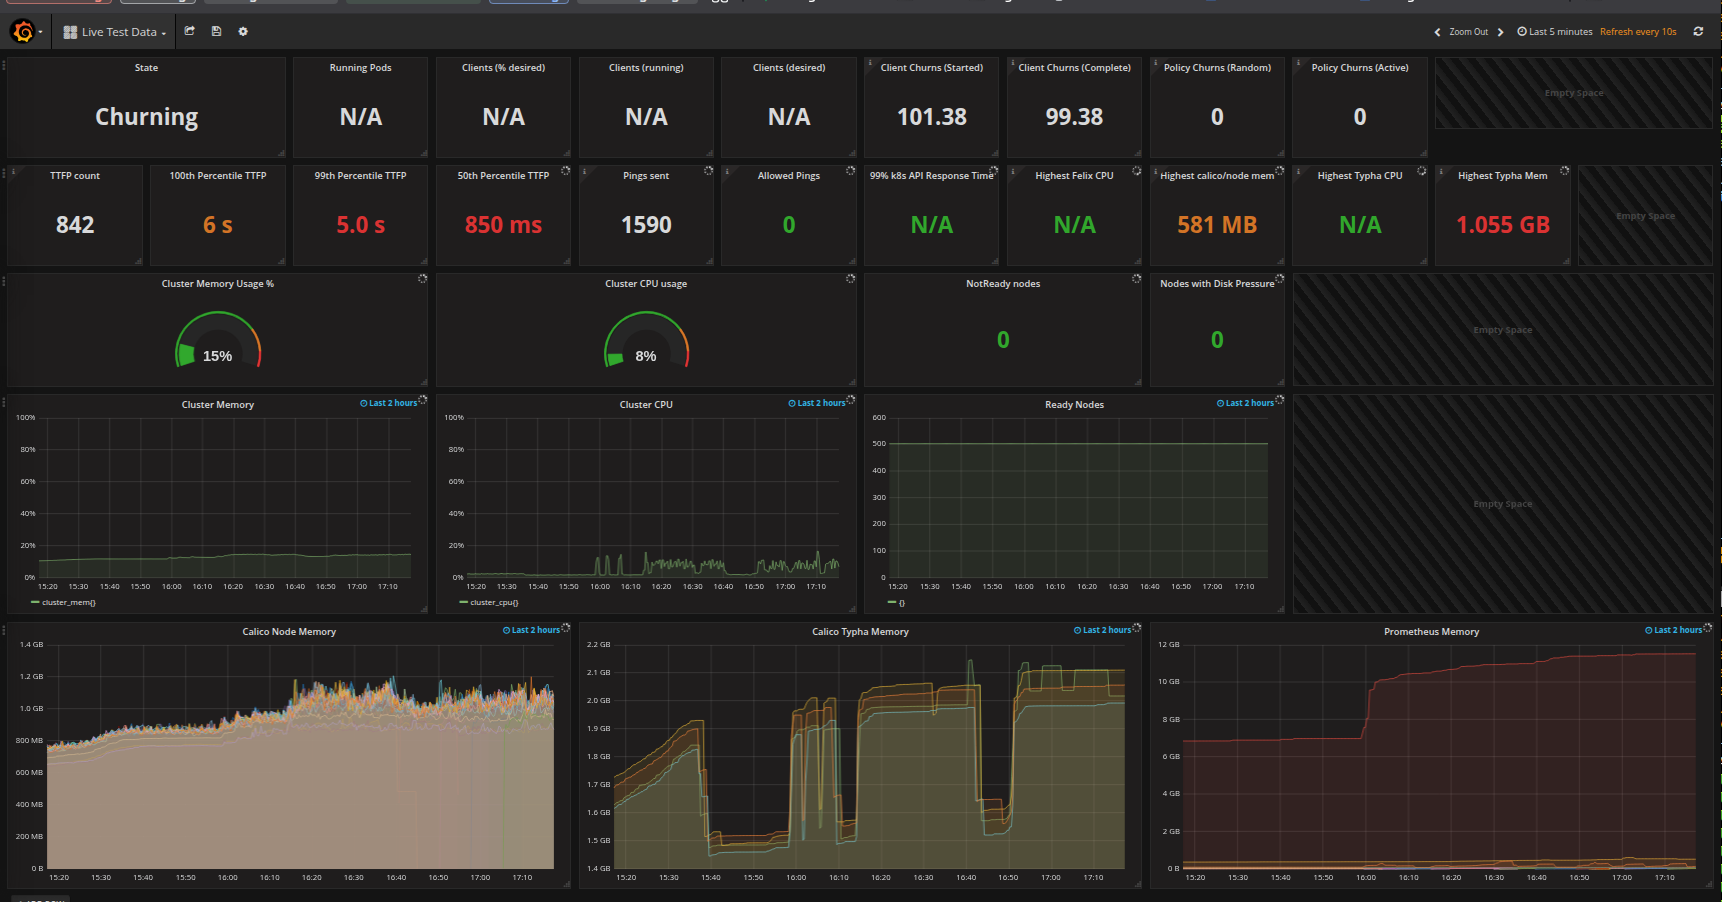 Live Test Data
Zoom Out
Last 5 minutes
Refresh every 10s
State
Running Pods
Clients (% desired)
Clients (running)
Clients (desired)
Client Churns (Started)
Client Churns (Complete)
Policy Churns (Random)
Policy Churns (Active)
Empty Space
Churning
N/A
N/A
N/A
N/A
101.38
99.38
0
0
TTFP count
100th Percentile TTFP
99th Percentile TTFP
50th Percentile TTFP
Pings sent
Allowed Pings
99% k8s API Response Time
Highest Felix CPU
Highest calico/node mem
Highest Typha CPU
Highest Typha Mem
Empty Space
842
6 s
5.0 s
850 ms
1590
0
N/A
N/A
581 MB
N/A
1.055 GB
Cluster Memory Usage %
Cluster CPU usage
NotReady nodes
Nodes with Disk Pressure
Empty Space
15%
8%
0
0
Cluster Memory
Last 2 hours
100%
80%
60%
40%
20%
0%
15:20 15:30 15:40 15:50 16:00 16:10 16:20 16:30 16:40 16:50 17:00 17:10
cluster_mem{}
Cluster CPU
Last 2 hours
100%
80%
60%
40%
20%
0%
15:20 15:30 15:40 15:50 16:00 16:10 16:20 16:30 16:40 16:50 17:00 17:10
cluster_cpu{}
Ready Nodes
Last 2 hours
600
500
400
300
200
100
0
15:20 15:30 15:40 15:50 16:00 16:10 16:20 16:30 16:40 16:50 17:00 17:10
{}
Empty Space
Calico Node Memory
Last 2 hours
1.4 GB
1.2 GB
1.0 GB
800 MB
600 MB
400 MB
200 MB
0 B
15:20 15:30 15:40 15:50 16:00 16:10 16:20 16:30 16:40 16:50 17:00 17:10
Calico Typha Memory
Last 2 hours
2.2 GB
2.1 GB
2.0 GB
1.9 GB
1.8 GB
1.7 GB
1.6 GB
1.5 GB
1.4 GB
15:20 15:30 15:40 15:50 16:00 16:10 16:20 16:30 16:40 16:50 17:00 17:10
Prometheus Memory
Last 2 hours
12 GB
10 GB
8 GB
6 GB
4 GB
2 GB
0 B
15:20 15:30 15:40 15:50 16:00 16:10 16:20 16:30 16:40 16:50 17:00 17:10